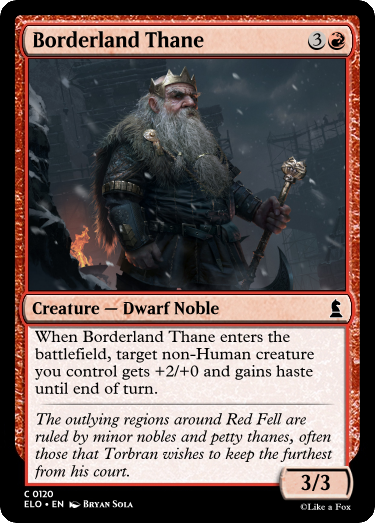 Borderland Thane 3
Creature — Dwarf Noble
When Borderland Thane enters the
battlefield, target non-Human creature
you control gets +2/+0 and gains haste
until end of turn.
The outlying regions around Red Fell are
ruled by minor nobles and petty thanes, often
those that Torbran wishes to keep the furthest
from his court.
3/3
C 0120
ELO • EN Bryan Sola
©Like a Fox